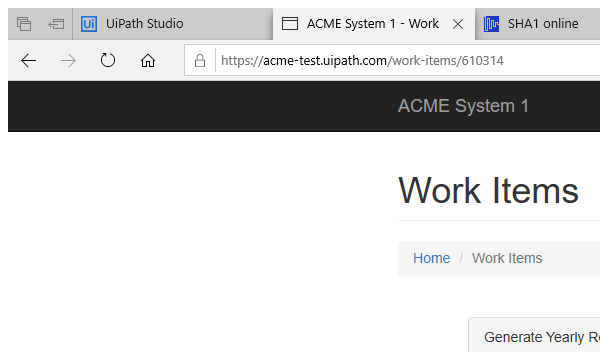 Ui UiPath Studio ACME System 1 - Work SHA1 online
https://acme-test.uipath.com/work-items/610314
ACME System 1
Work Items
Home / Work Items
Generate Yearly R